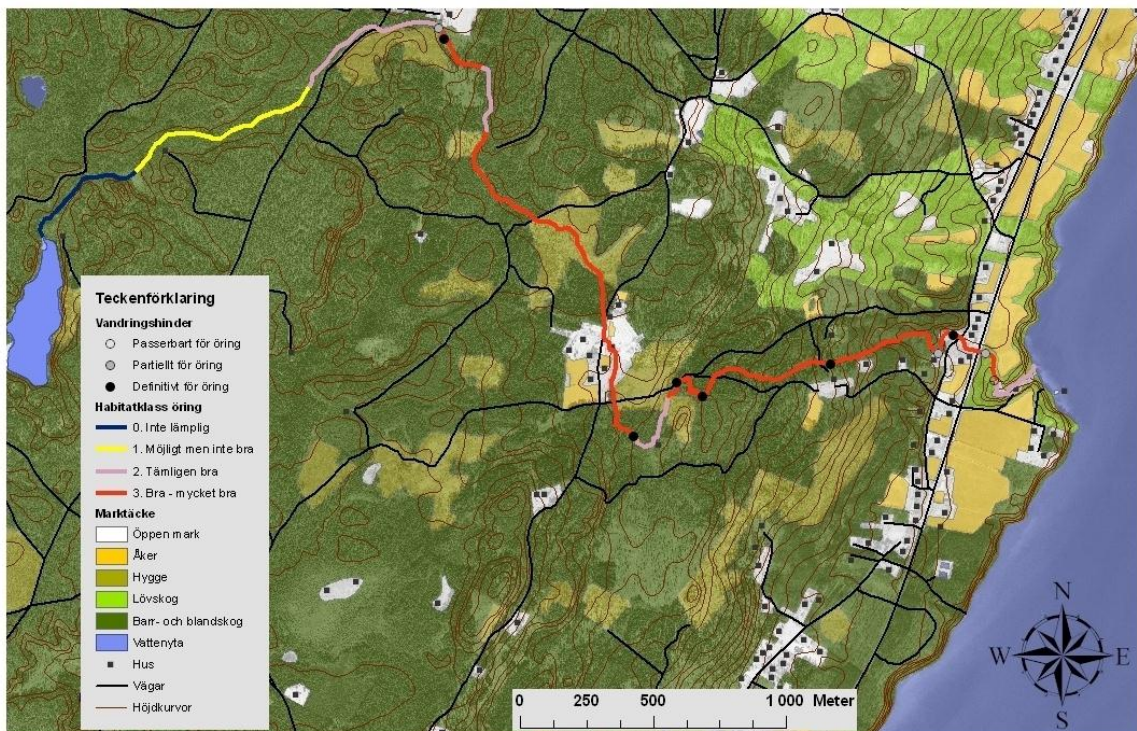 Teckenförklaring
Vandringshinder
Passerbart för öring
Partiellt för öring
Definitivt för öring
Habitatklass öring
0. Inte lämplig
1. Möjligt men inte bra
2. Tämligen bra
3. Bra - mycket bra
Marktäcke
Öppen mark
Åker
Hygge
Lövskog
Barr- och blandskog
Vattenyta
Hus
Vägar
Höjdkurvor
0 250 500 1 000 Meter
N
W E
S